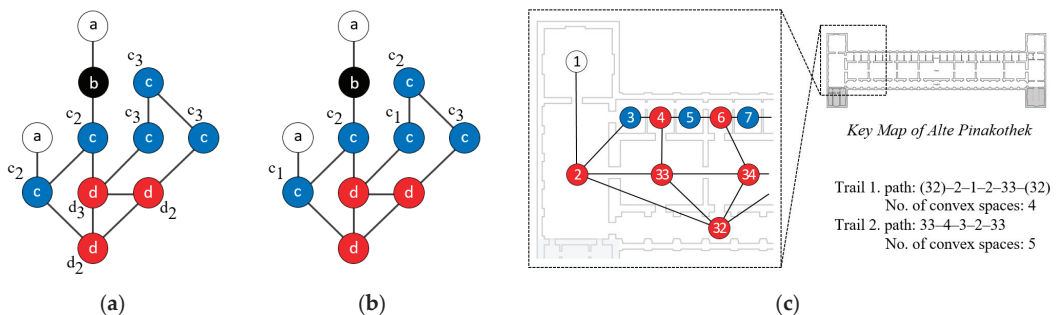 a
b
c3
c
c2
c
c3
c
c3
c
a
c2
c
d
d3
d
d2
d
d2
(a)
a
b
c2
c
c
c1
c
c3
c
a
c1
c
d
d
d
(b)
1
3
4
5
6
7
2
33
34
32
Key Map of Alte Pinakothek
Trail 1. path: (32)–2–1–2–33–(32)
No. of convex spaces: 4
Trail 2. path: 33–4–3–2–33
No. of convex spaces: 5
(c)